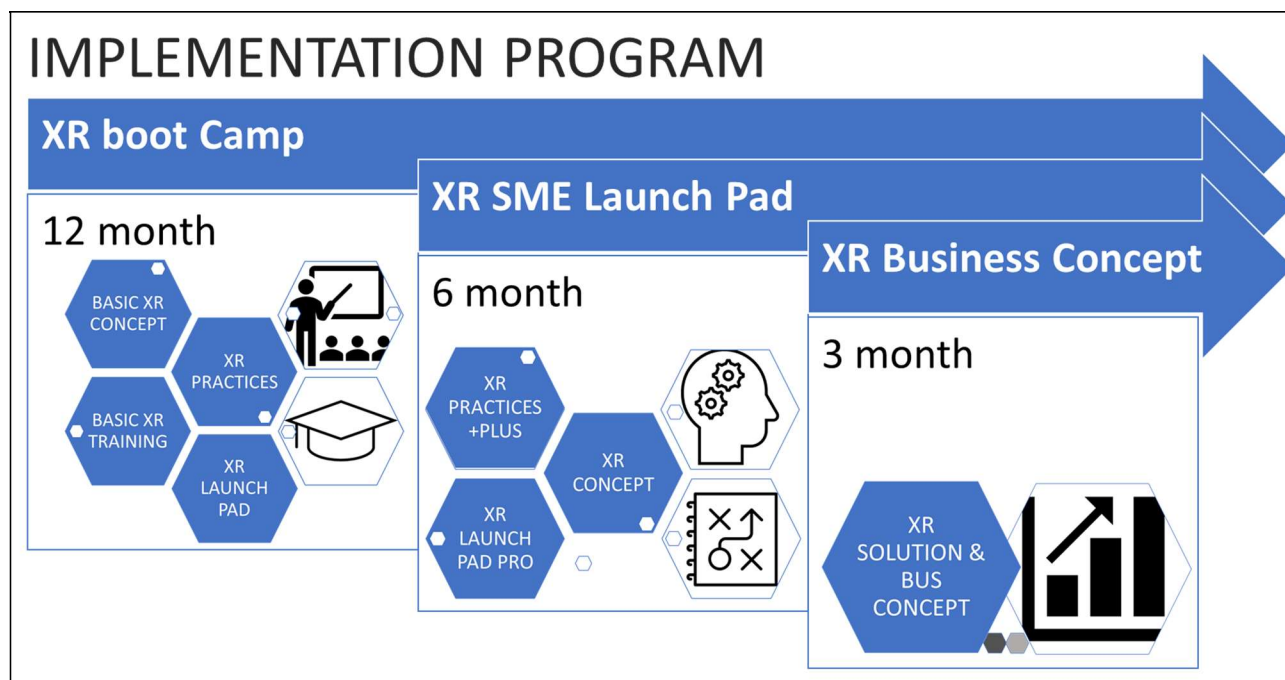 IMPLEMENTATION PROGRAM
XR boot Camp
12 month
BASIC XR
CONCEPT
XR
PRACTICES
BASIC XR
TRAINING
XR
LAUNCH
PAD
XR SME Launch Pad
6 month
XR
PRACTICES
+PLUS
XR
CONCEPT
XR
LAUNCH
PAD PRO
XR Business Concept
3 month
XR
SOLUTION &
BUS
CONCEPT